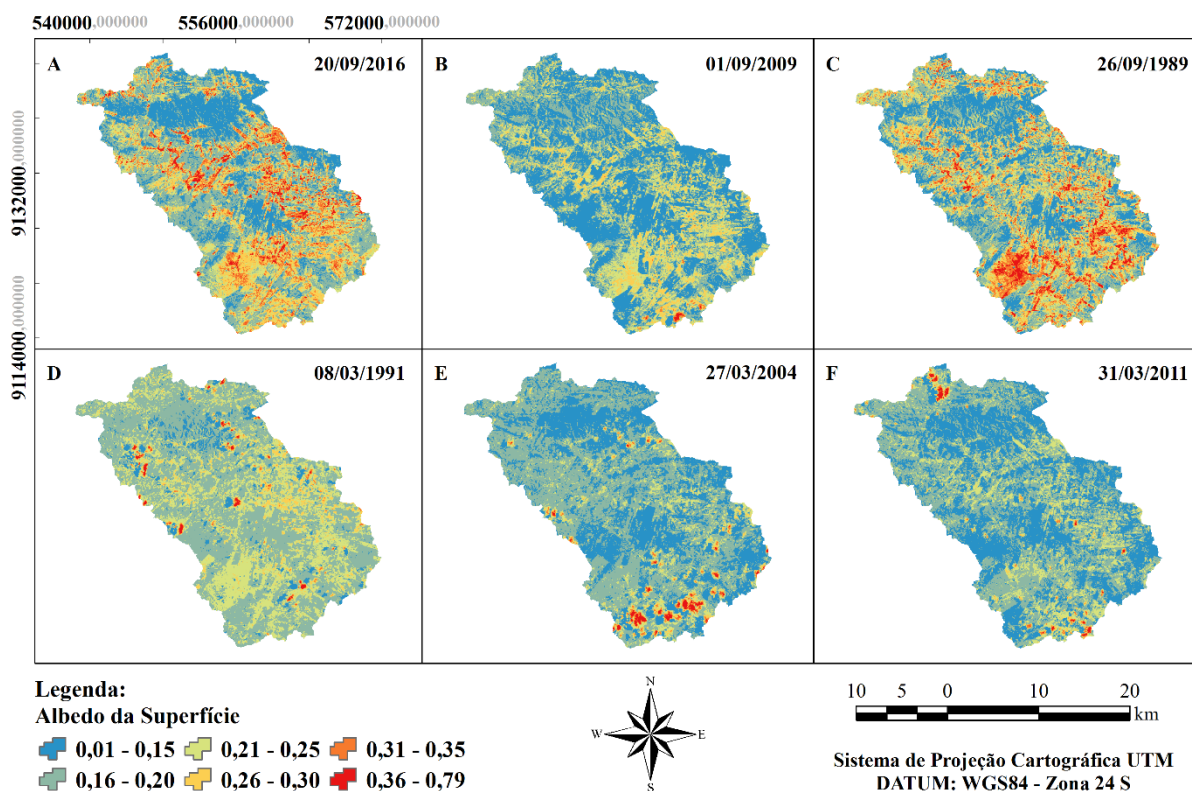 540000,000000 556000,000000 572000,000000
A 20/09/2016
B 01/09/2009
C 26/09/1989
9132000,000000
9114000,000000
D 08/03/1991
E 27/03/2004
F 31/03/2011
Legenda:
Albedo da Superfície
0,01 - 0,15 0,21 - 0,25 0,31 - 0,35
0,16 - 0,20 0,26 - 0,30 0,36 - 0,79
N
W E
S
10 5 0 10 20
km
Sistema de Projeção Cartográfica UTM
DATUM: WGS84 - Zona 24 S